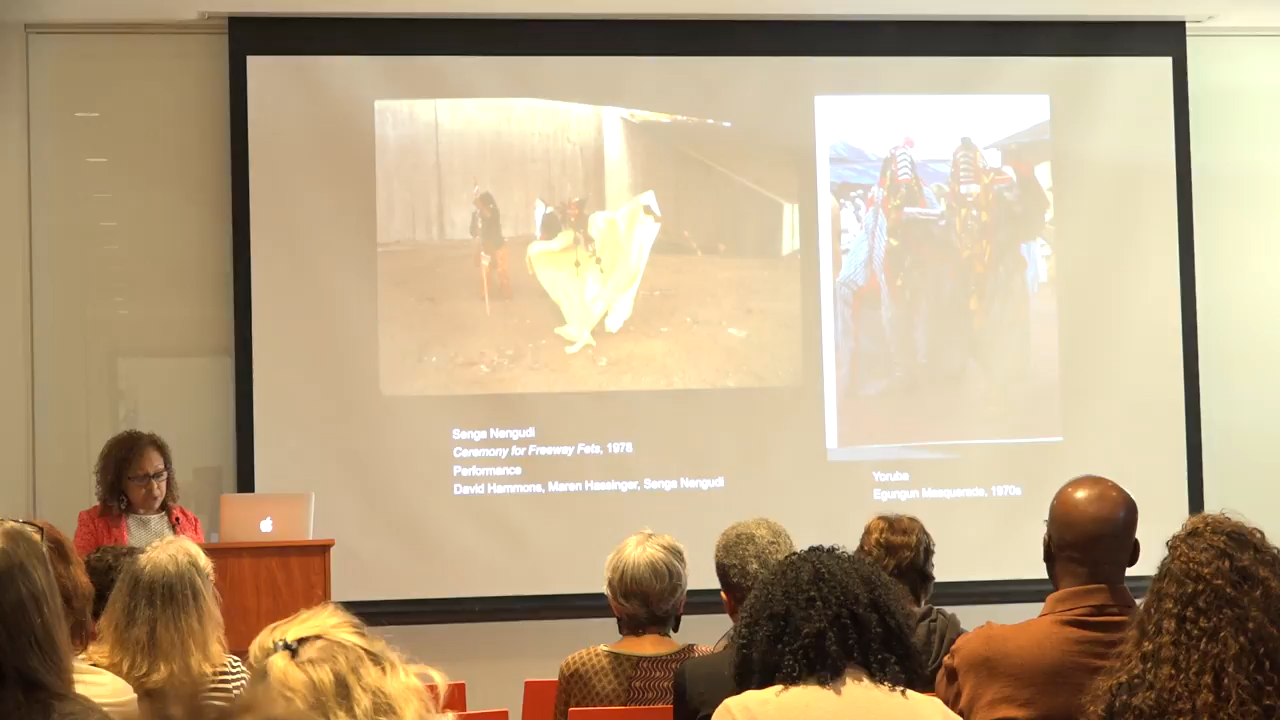 Senga Nengudi
Ceremony for Freeway Fets, 1978
Performance
David Hammons, Maren Hassinger, Senga Nengudi
Yoruba
Egungun Masquerade, 1970s